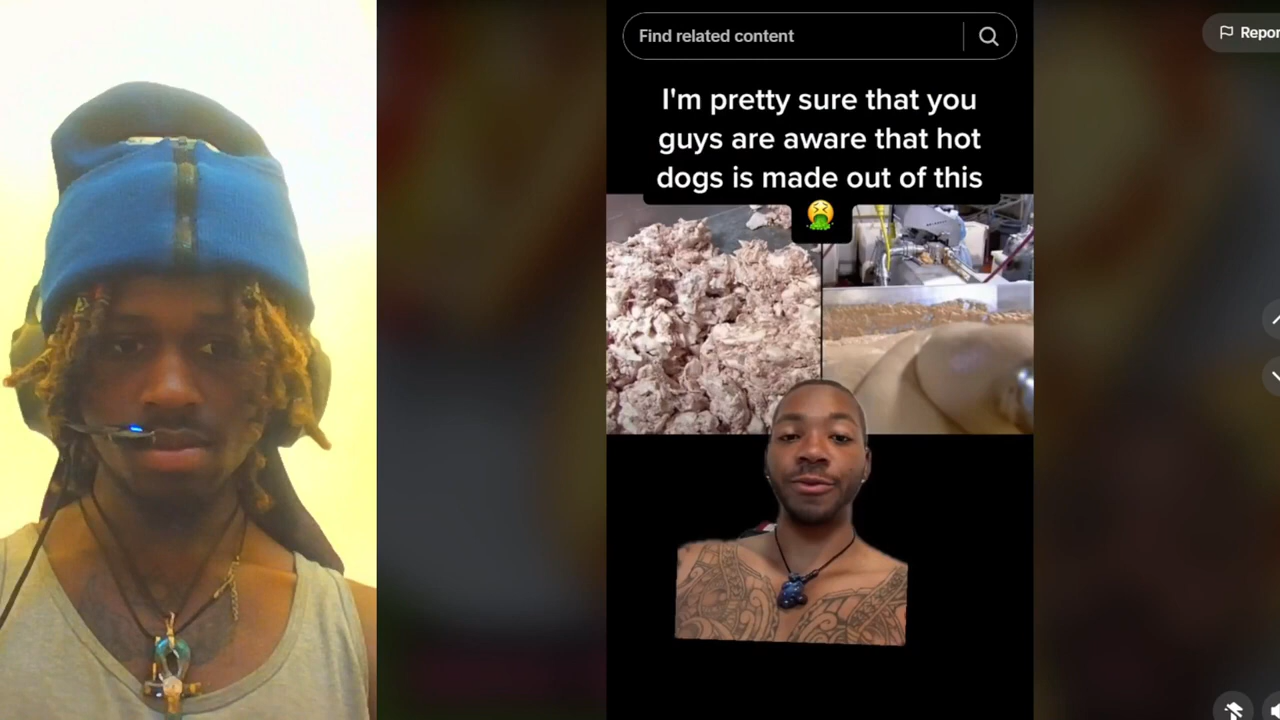 Find related content
Repor
I'm pretty sure that you
guys are aware that hot
dogs is made out of this
🤮